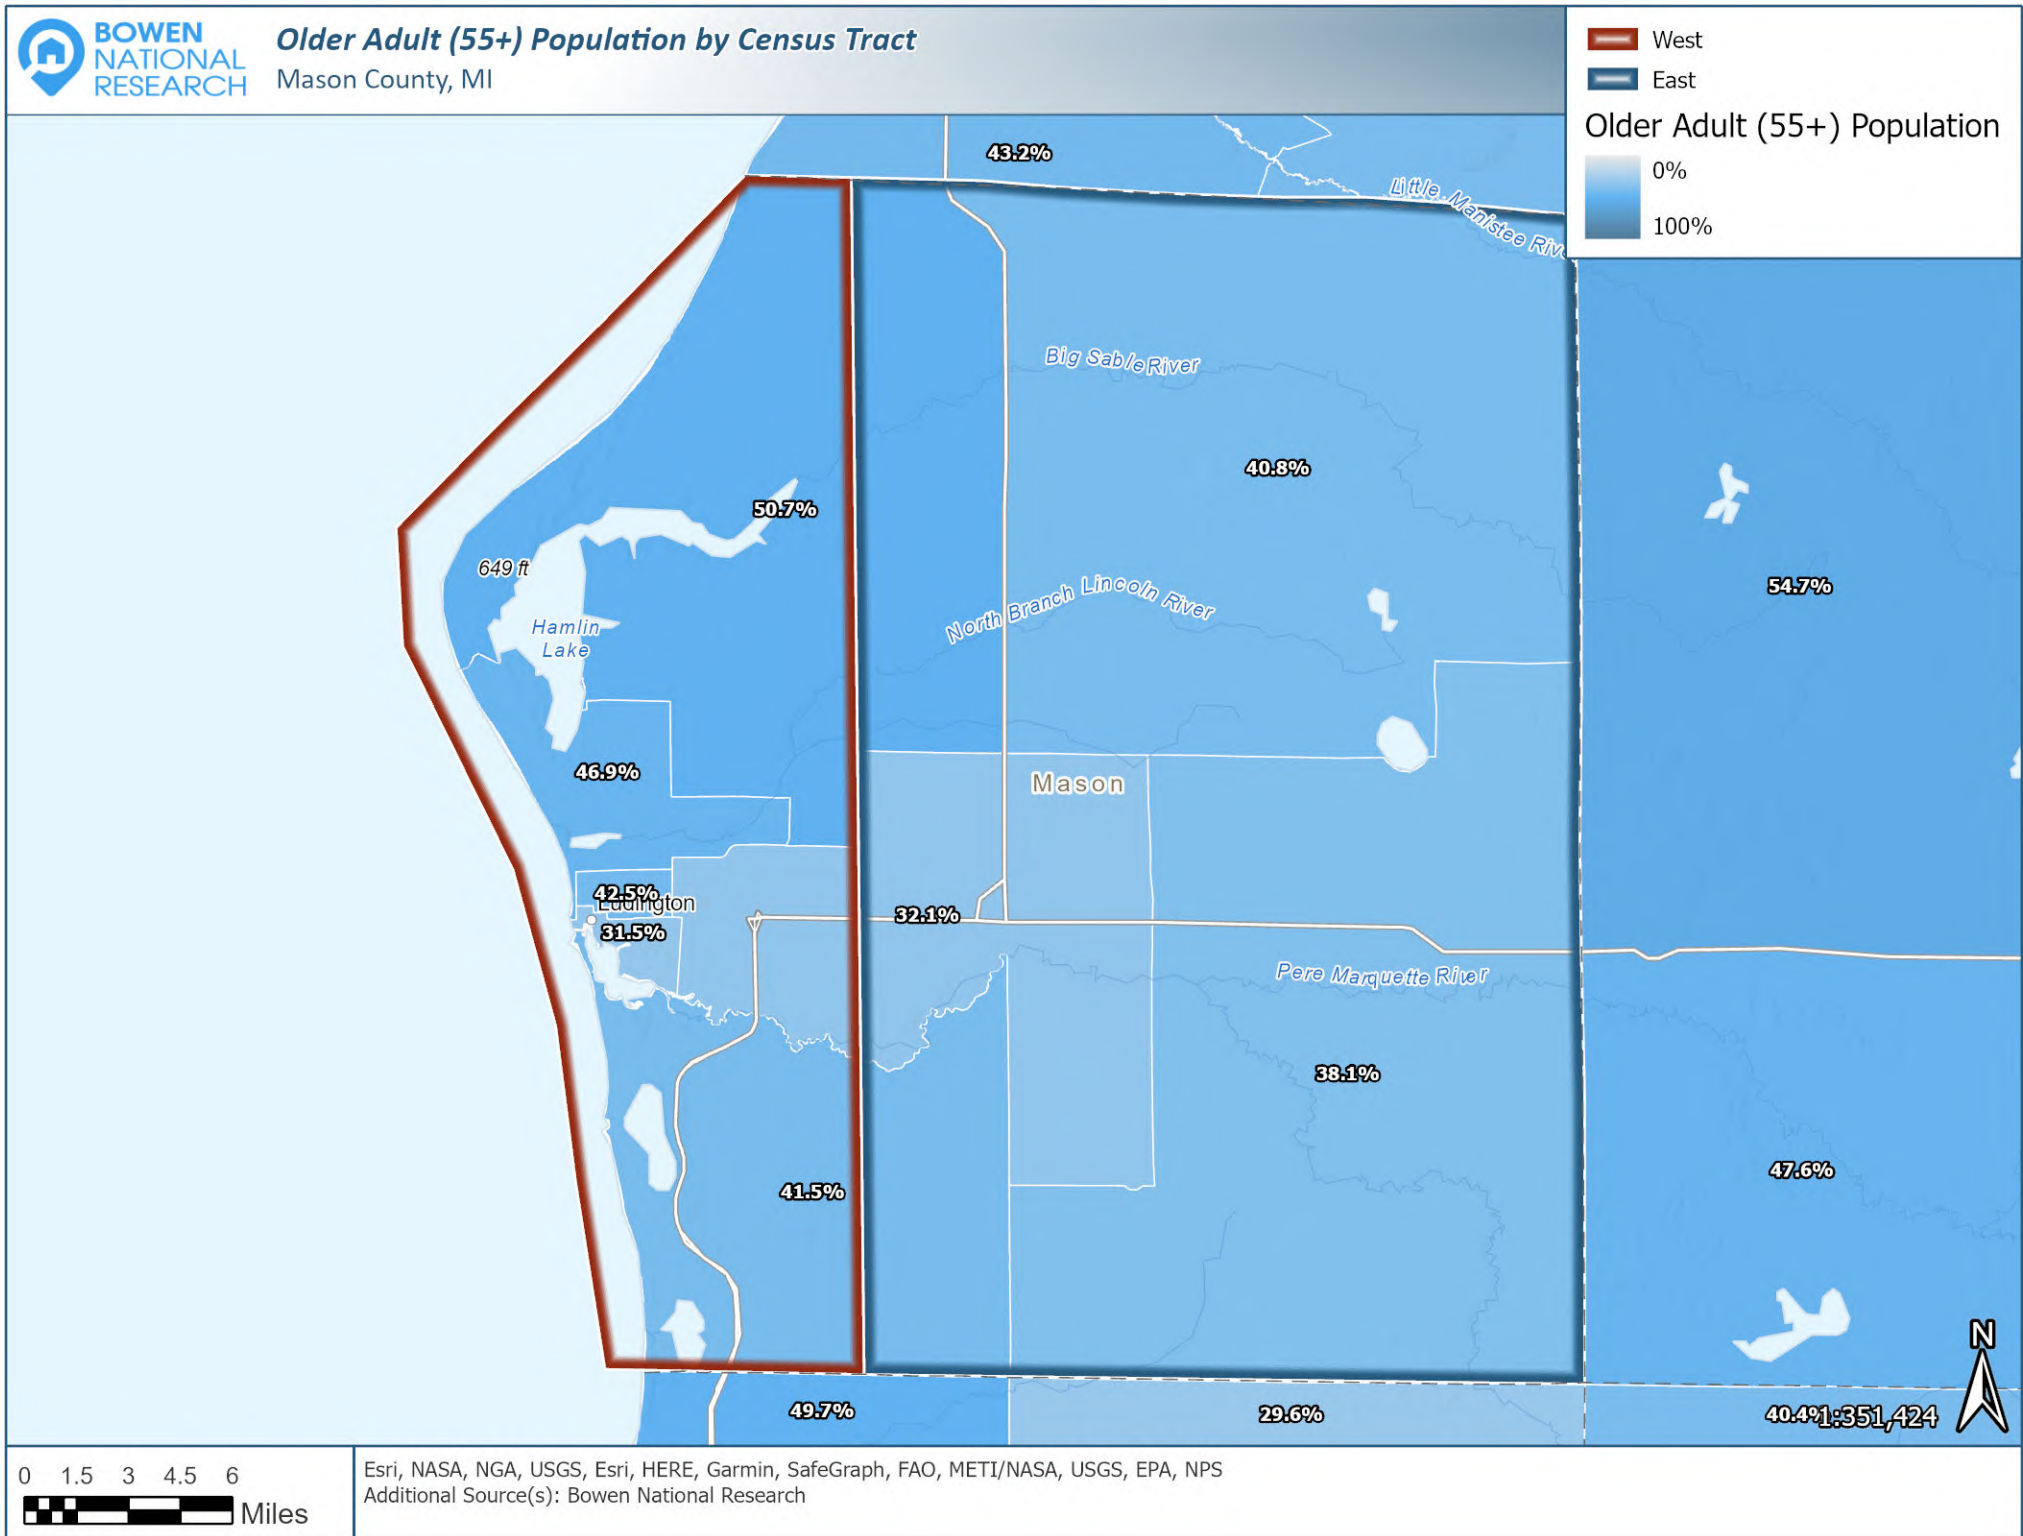 BOWEN
NATIONAL
RESEARCH
Older Adult (55+) Population by Census Tract
Mason County, MI
West
East
Older Adult (55+) Population
0%
100%
43.2%
Little Manistee Rive
Big Sable River
40.8%
50.7%
649 ft
54.7%
North Branch Lincoln River
Hamlin
Lake
46.9%
Mason
42.5%
Ludington
31.5%
32.1%
Pere Marquette River
38.1%
47.6%
41.5%
N
49.7%
29.6%
40.4%
1:351,424
0 1.5 3 4.5 6
Miles
Esri, NASA, NGA, USGS, Esri, HERE, Garmin, SafeGraph, FAO, METI/NASA, USGS, EPA, NPS
Additional Source(s): Bowen National Research